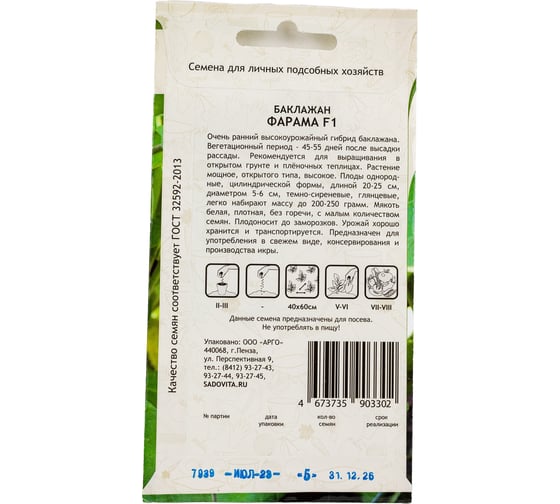 Семена для личных подсобных хозяйств
БАКЛАЖАН
ФАРАМА F1
Очень ранний высокоурожайный гибрид баклажана.
Вегетационный период - 45-55 дней после высадки
рассады. Рекомендуется для выращивания в
открытом грунте и плёночных теплицах. Растение
мощное, открытого типа, высокое. Плоды однород-
ные, цилиндрической формы, длиной 20-25 см,
диаметром 5-6 см, темно-сиреневые, глянцевые,
легко набирают массу до 200-250 грамм. Мякоть
белая, плотная, без горечи, с малым количеством
семян. Плодоносит до заморозков. Урожай хорошо
хранится и транспортируется. Предназначен для
употребления в свежем виде, консервирования и
производства икры.
II-III - 40x60см V-VI VII-VIII
Данные семена предназначены для посева.
Не употреблять в пищу!
Упаковано: ООО «АРГО»
440068, г.Пенза,
ул. Перспективная 9,
тел.: (8412) 93-27-43,
93-27-44, 93-27-45,
SADOVITA.RU
4 673735 903302
№ партии дата упаковки кол-во семян срок реализации
7939 -ИЮЛ-23- «Б» 31.12.26
Качество семян соответствует ГОСТ 32592-2013